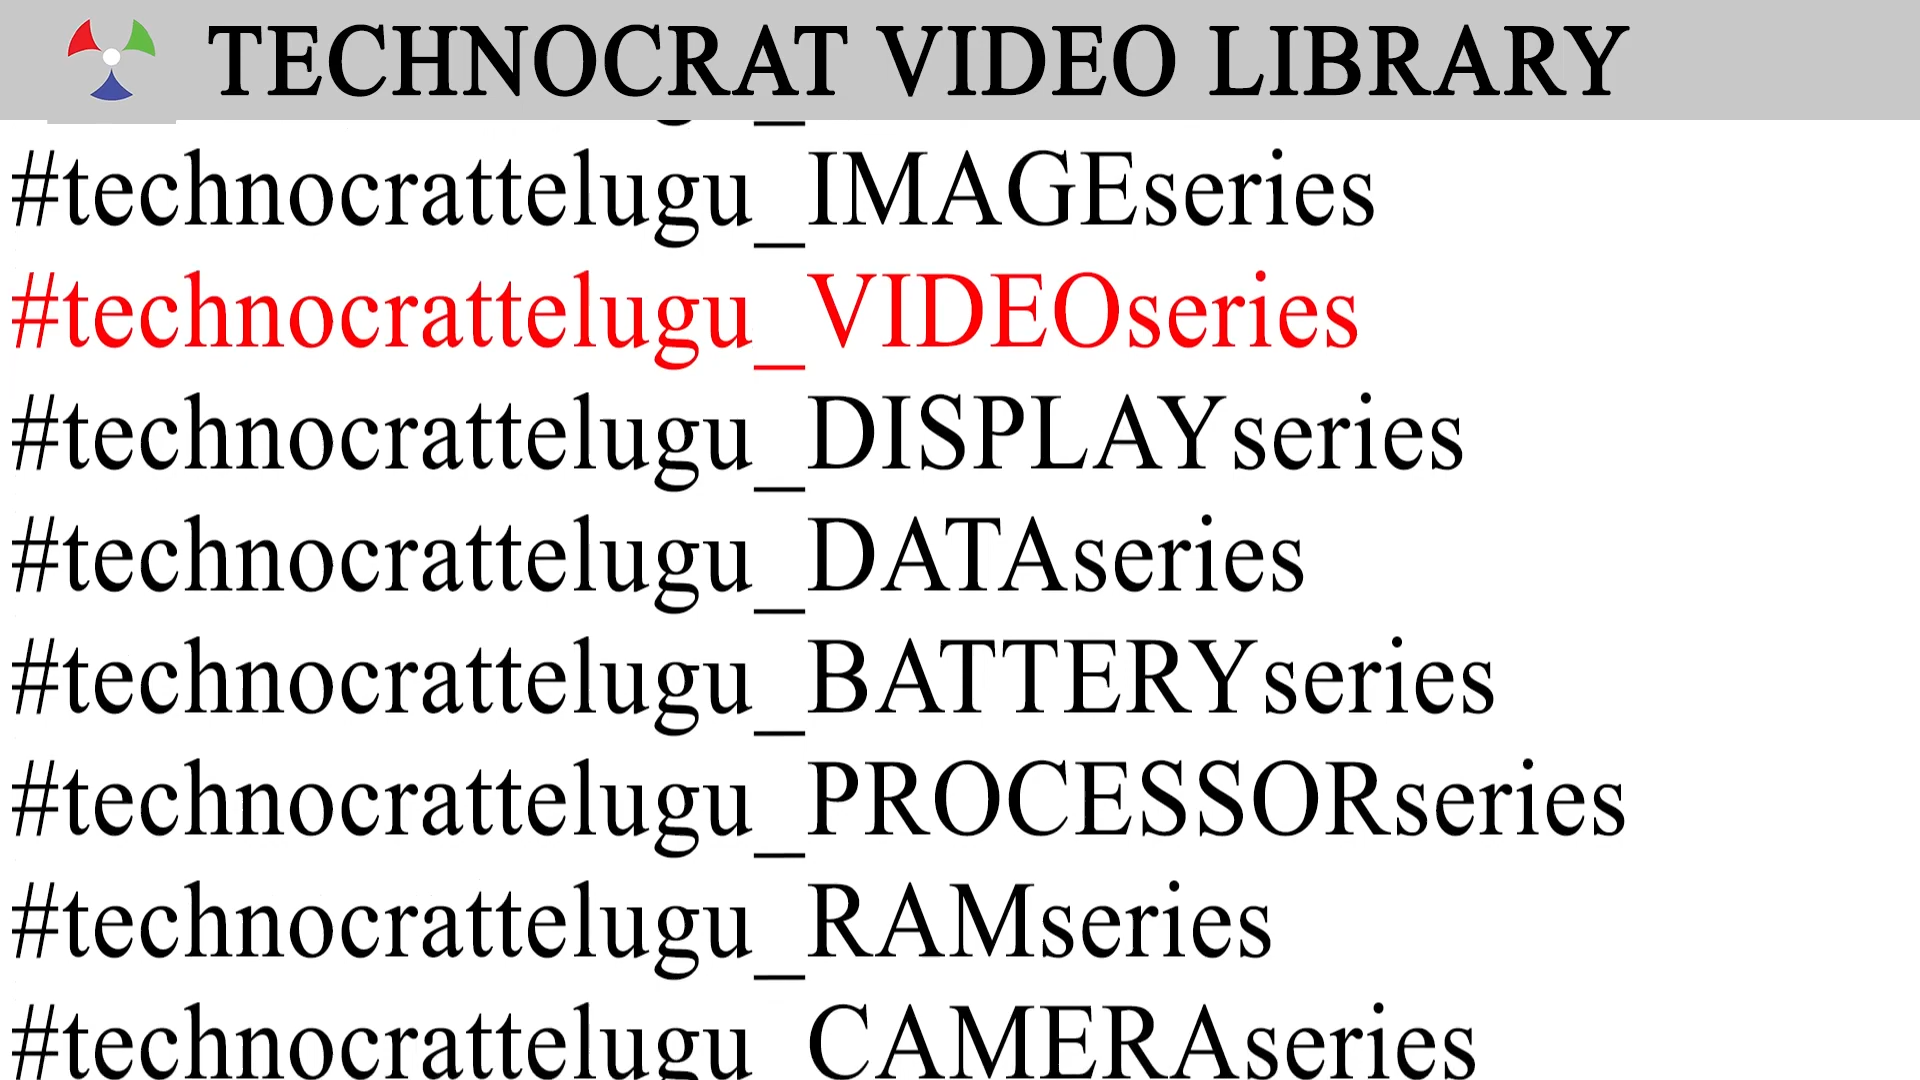 TECHNOCRAT VIDEO LIBRARY
#technocrattelugu_IMAGEseries
#technocrattelugu_VIDEOseries
#technocrattelugu_DISPLAYseries
#technocrattelugu_DATAseries
#technocrattelugu_BATTERYseries
#technocrattelugu_PROCESSORseries
#technocrattelugu_RAMseries
#technocrattelugu_CAMERAseries